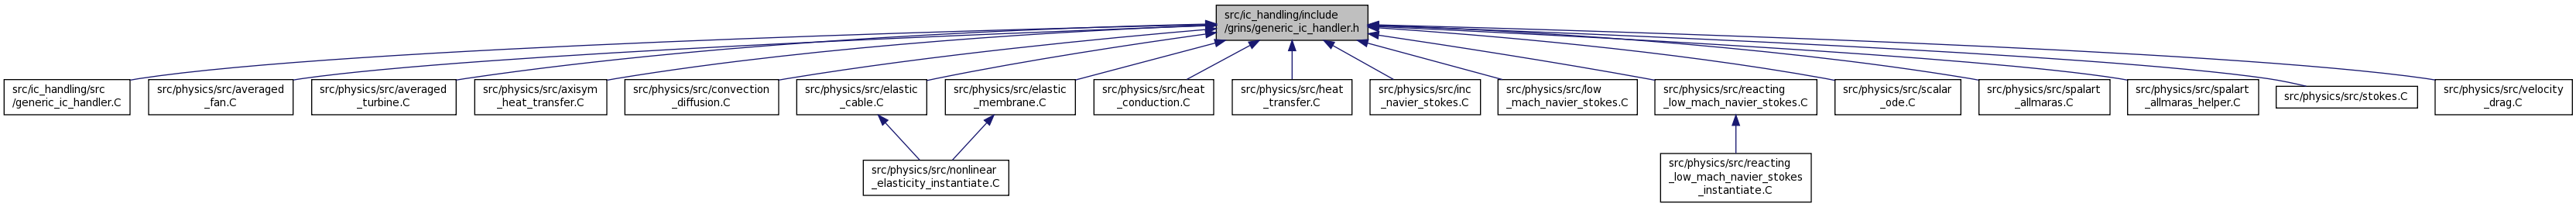 src/ic_handling/include
/grins/generic_ic_handler.h
src/ic_handling/src
/generic_ic_handler.C
src/physics/src/averaged
_fan.C
src/physics/src/averaged
_turbine.C
src/physics/src/axisym
_heat_transfer.C
src/physics/src/convection
_diffusion.C
src/physics/src/elastic
_cable.C
src/physics/src/elastic
_membrane.C
src/physics/src/heat
_conduction.C
src/physics/src/heat
_transfer.C
src/physics/src/inc
_navier_stokes.C
src/physics/src/low
_mach_navier_stokes.C
src/physics/src/reacting
_low_mach_navier_stokes.C
src/physics/src/scalar
_ode.C
src/physics/src/spalart
_allmaras.C
src/physics/src/spalart
_allmaras_helper.C
src/physics/src/stokes.C
src/physics/src/velocity
_drag.C
src/physics/src/nonlinear
_elasticity_instantiate.C
src/physics/src/reacting
_low_mach_navier_stokes
_instantiate.C